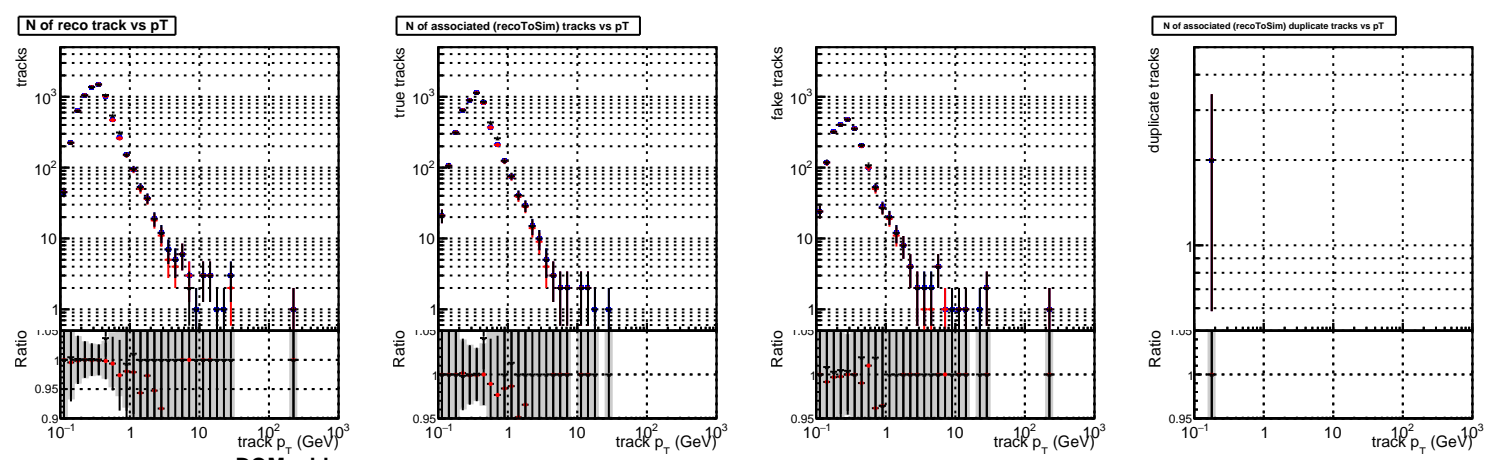 N of reco track vs pT
N of associated (recoToSim) tracks vs pT
N of associated (recoToSim) duplicate tracks vs pT
tracks
10³
10²
10
1
Ratio
1.05
1
0.95
0.9
10⁻¹ 1 10 10² 10³
track p_T (GeV)
true tracks
10³
10²
10
1
Ratio
1.05
1
0.95
10⁻¹ 1 10 10² 10³
track p_T (GeV)
fake tracks
10³
10²
10
1
Ratio
1.05
1
0.95
10⁻¹ 1 10 10² 10³
track p_T (GeV)
duplicate tracks
1
Ratio
1.05
1
0.95
10⁻¹ 1 10 10² 10³
track p_T (GeV)